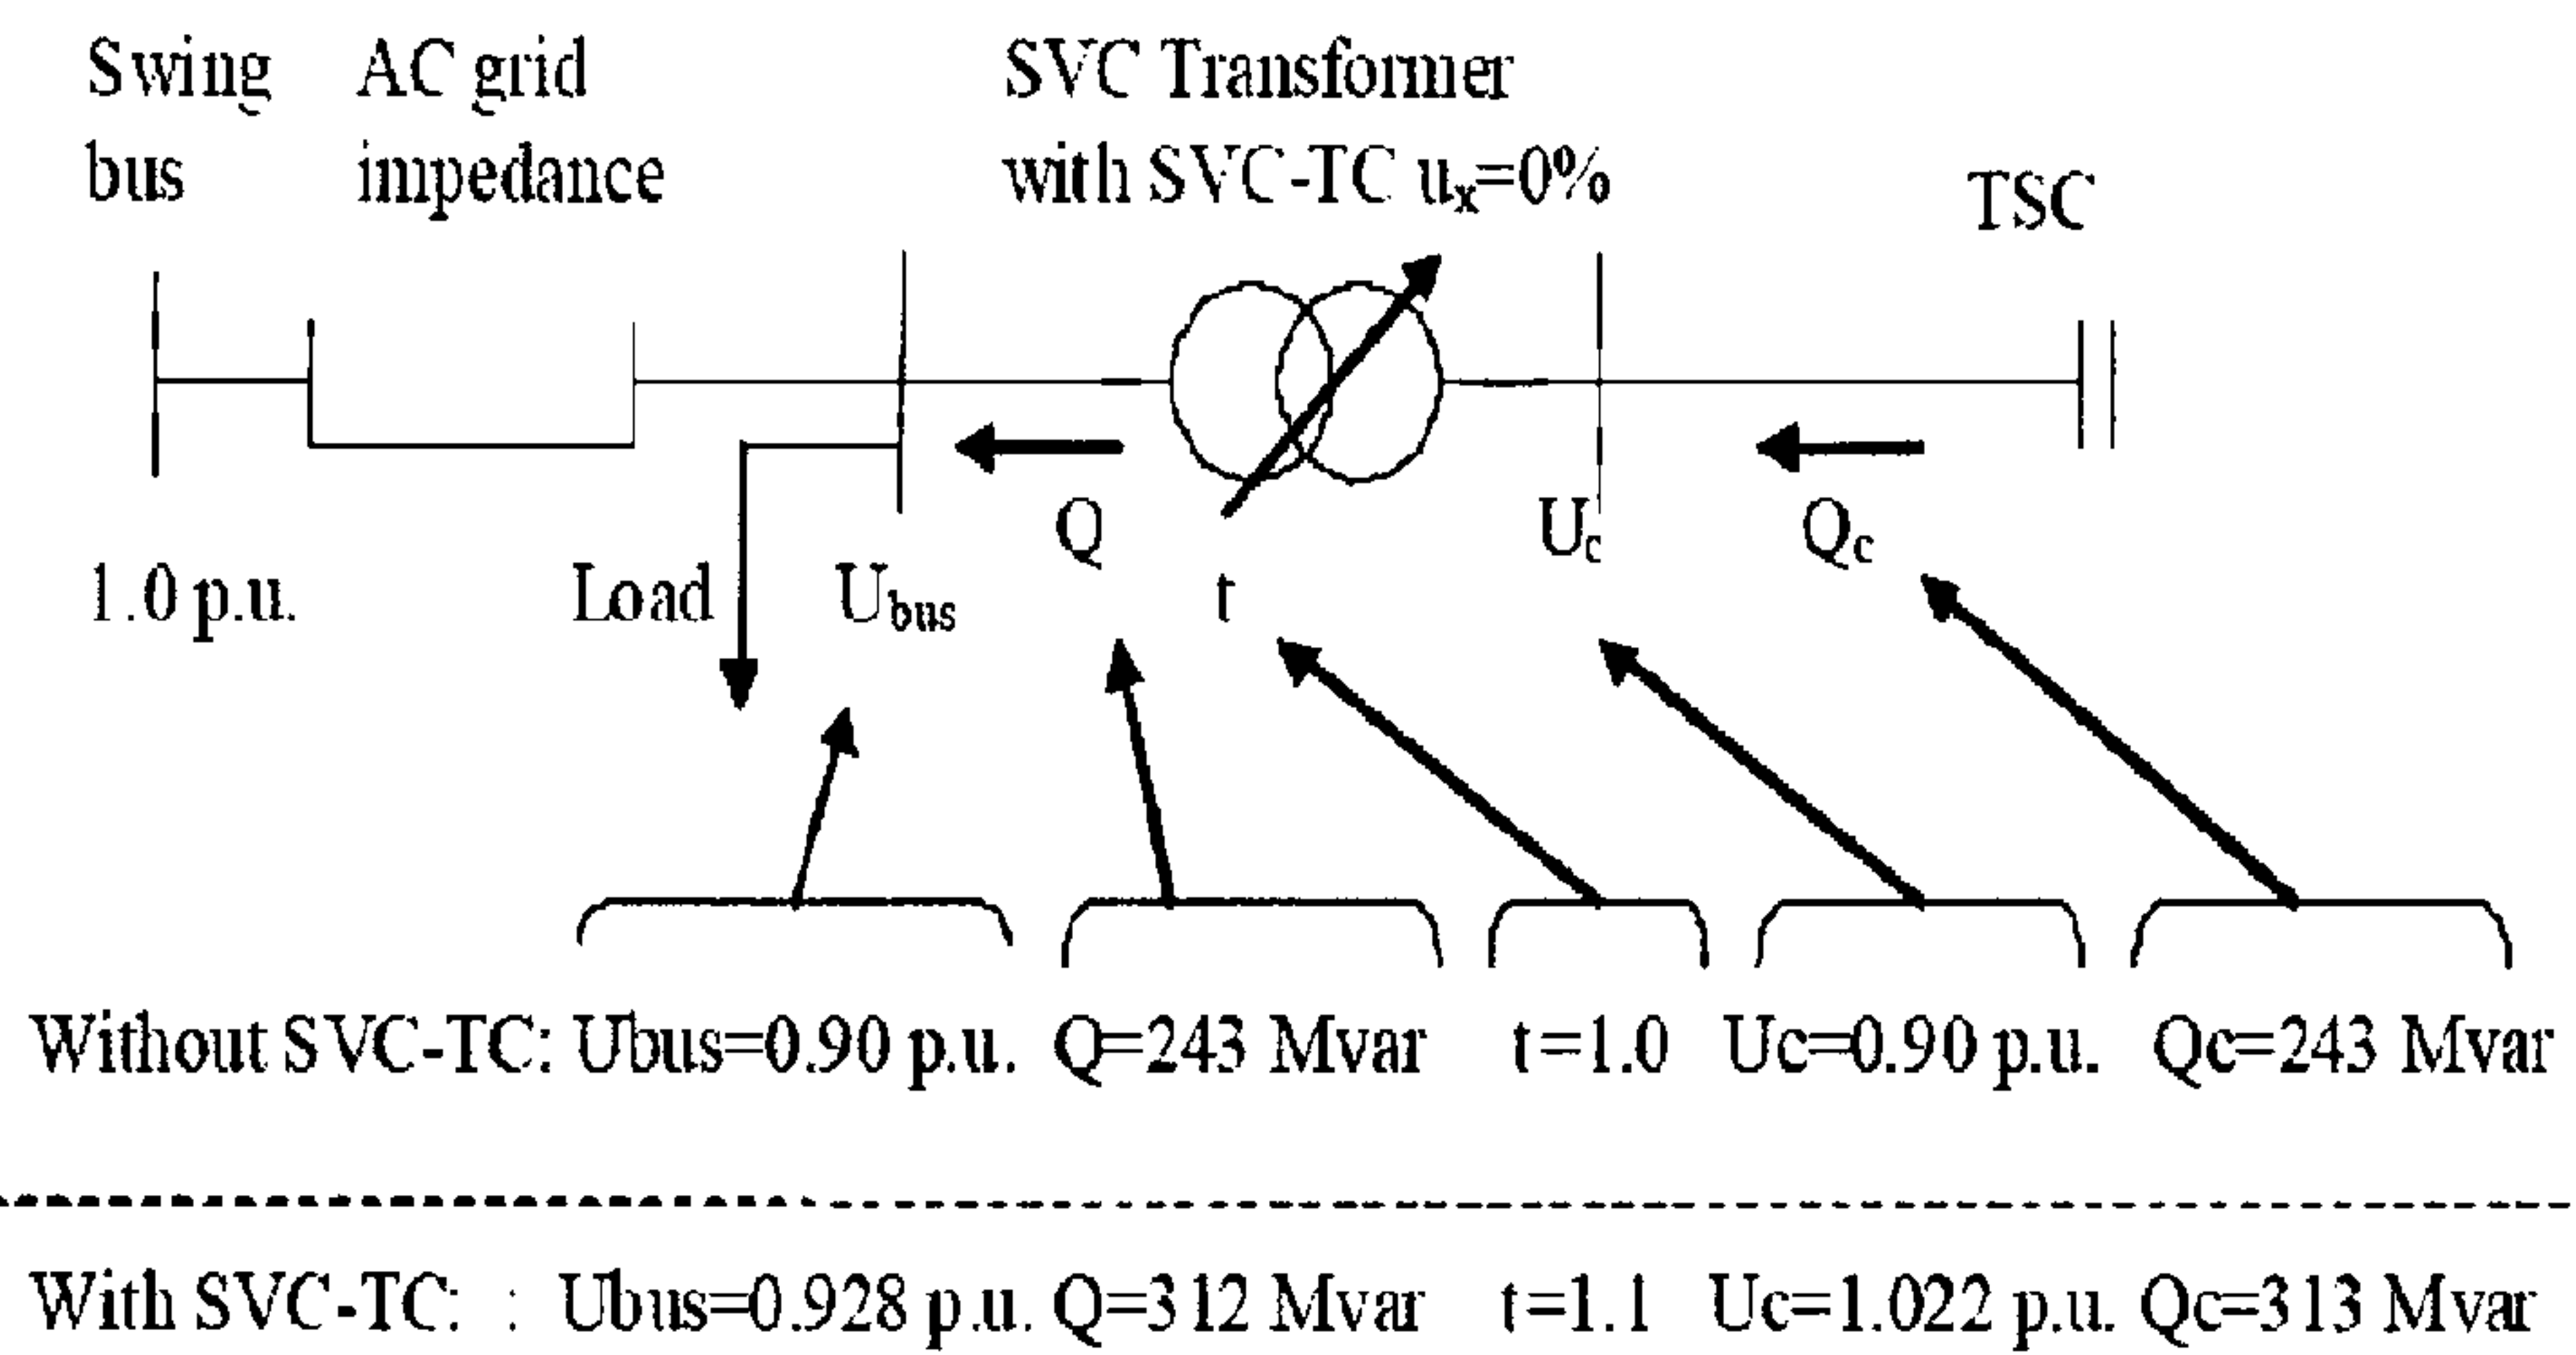 Swing bus
AC grid impedance
SVC Transformer
with SVC-TC uₓ=0%
TSC
Q
U꜀
Q꜀
1.0 p.u.
Load
Ubus
t
Without SVC-TC: Ubus=0.90 p.u. Q=243 Mvar t=1.0 Uc=0.90 p.u. Qc=243 Mvar
With SVC-TC: : Ubus=0.928 p.u. Q=312 Mvar t=1.1 Uc=1.022 p.u. Qc=313 Mvar